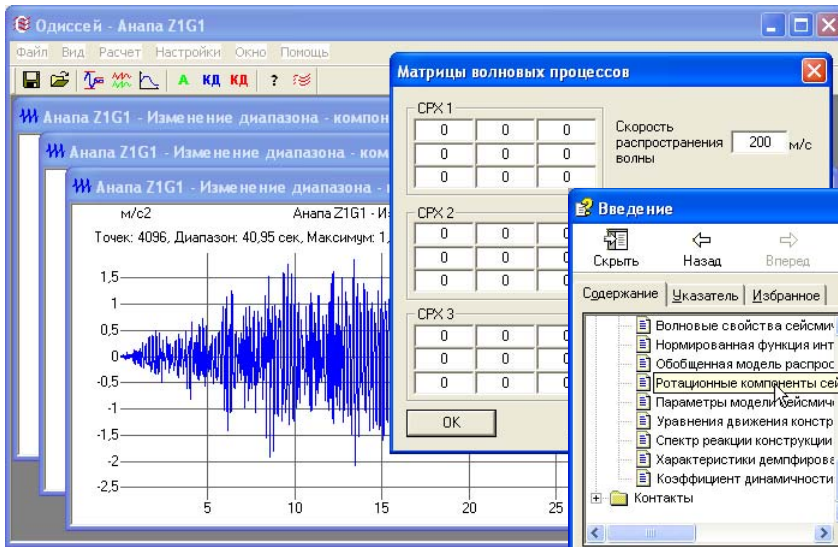 Одиссей - Анапа Z1G1
Файл Вид Расчет Настройки Окно Помощь
А КД КД ?
Анапа Z1G1 - Изменение диапазона - компон
Анапа Z1G1 - Изменение диапазона - ком
Анапа Z1G1 - Изменение диапазона -
м/с2 Анапа Z1G1 - И
Точек: 4096, Диапазон: 40,95 сек, Максимум: 1,
1,5
1
0,5
0
-0,5
-1
-1,5
-2
-2,5
5 10 15 20 25
Матрицы волновых процессов
СРХ 1
0 0 0
0 0 0
0 0 0
Скорость
распространения
волны
200 м/с
СРХ 2
0 0 0
0 0 0
0 0 0
СРХ 3
0 0 0
0 0 0
0 0 0
OK
Введение
Скрыть Назад Вперед
Содержание Указатель Избранное
Волновые свойства сейсмич
Нормированная функция инт
Обобщенная модель распрос
Ротационные компоненты сей
Параметры модели сейсмич
Уравнения движения констр
Спектр реакции конструкции
Характеристики демпфирова
Коэффициент динамичности
Контакты